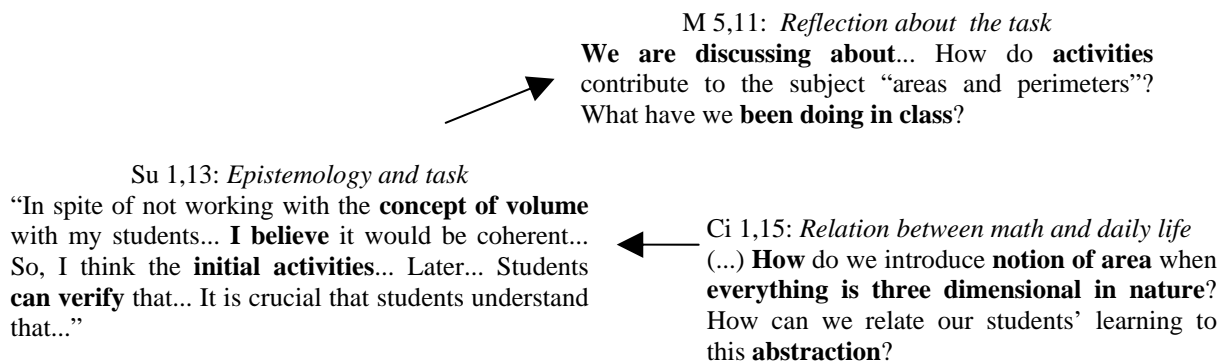 M 5,11: Reflection about the task
We are discussing about... How do activities
contribute to the subject “areas and perimeters”?
What have we been doing in class?
Su 1,13: Epistemology and task
“In spite of not working with the concept of volume
with my students... I believe it would be coherent...
So, I think the initial activities... Later... Students
can verify that... It is crucial that students understand
that...”
Ci 1,15: Relation between math and daily life
(...) How do we introduce notion of area when
everything is three dimensional in nature?
How can we relate our students’ learning to
this abstraction?